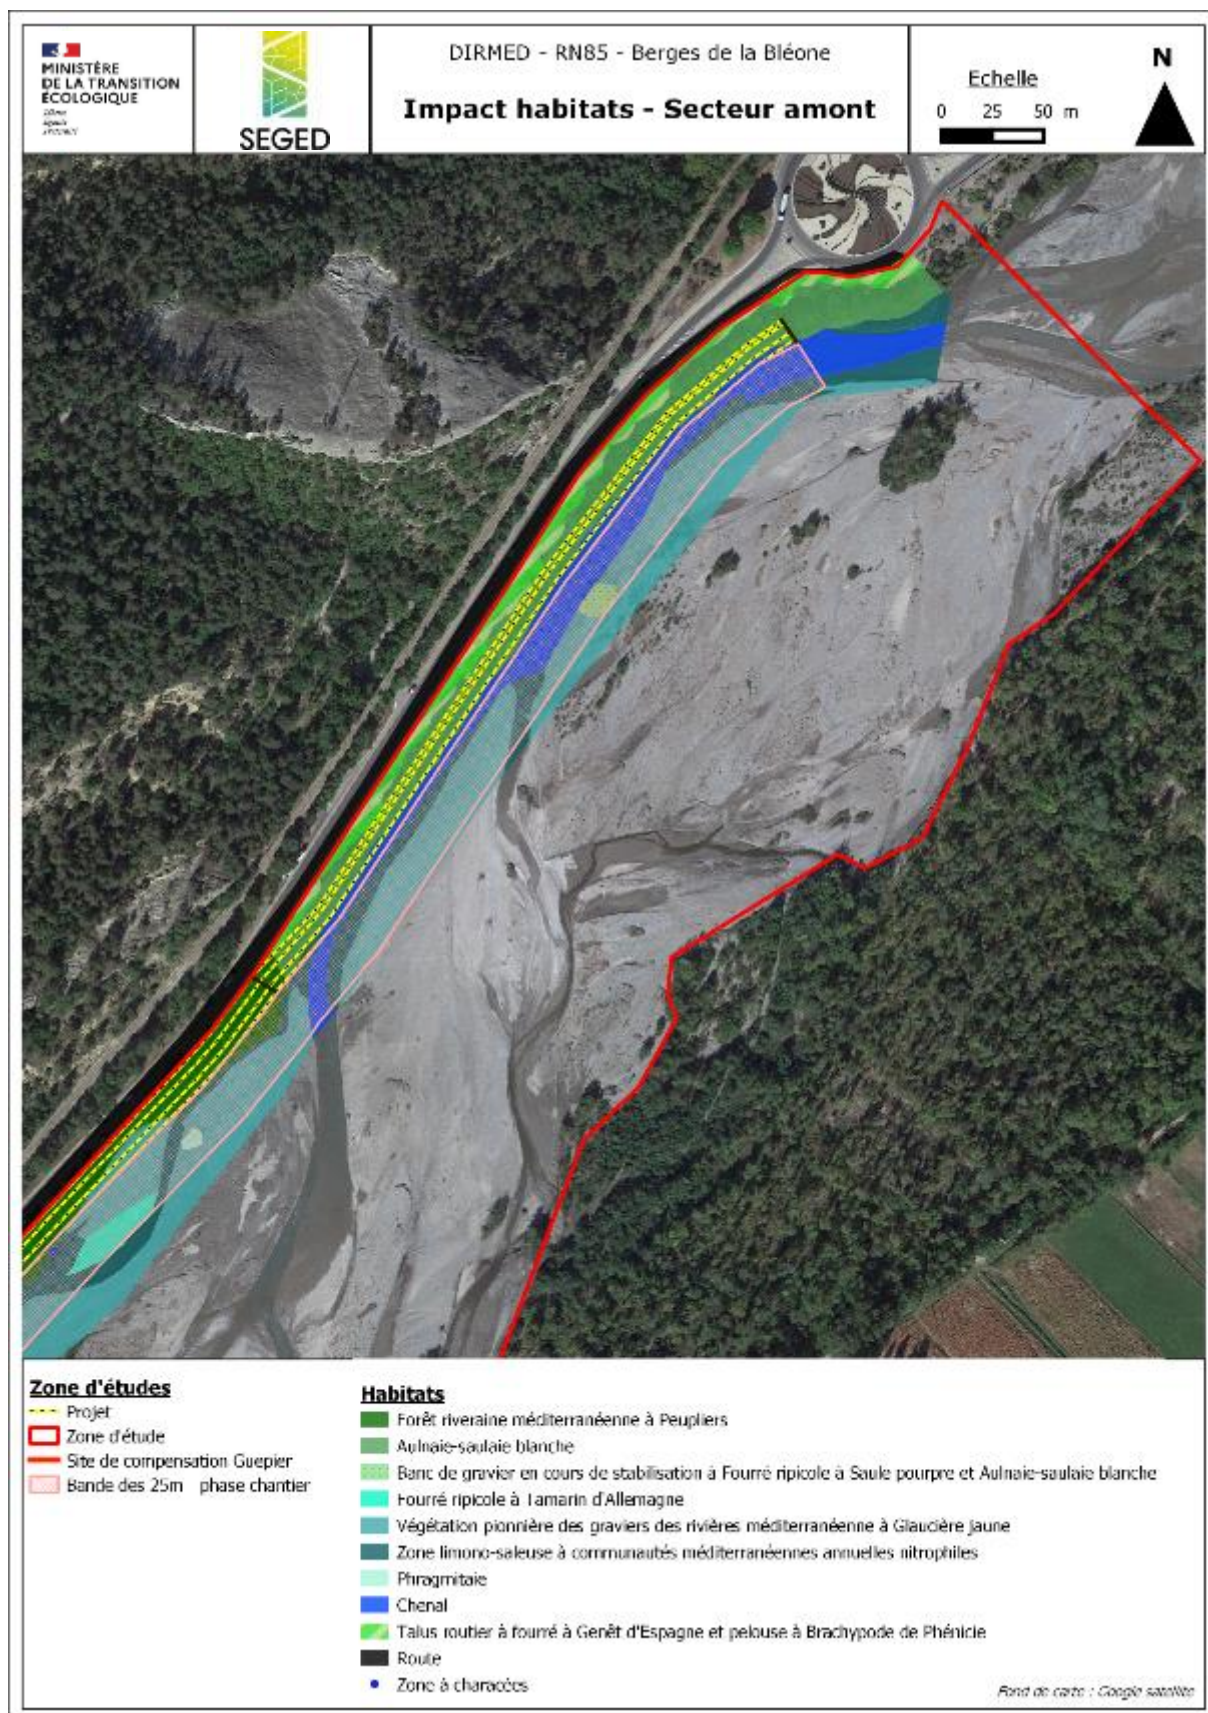 MINISTÈRE
DE LA TRANSITION
ÉCOLOGIQUE
SEGED
DIRMED - RN85 - Berges de la Bléone
Impact habitats - Secteur amont
Echelle
0 25 50 m
N
Zone d'études
Projet
Zone d'étude
Site de compensation Guepier
Bande des 25m phase chantier
Habitats
Forêt riveraine méditerranéenne à Peupliers
Aulnaie-saulaie blanche
Banc de gravier en cours de stabilisation à Fourré ripicole à Saule pourpre et Aulnaie-saulaie blanche
Fourré ripicole à Tamarin d'Allemagne
Végétation pionnière des graviers des rivières méditerranéenne à Glaucière jaune
Zone limono-saleuse à communautés méditerranéennes annuelles nitrophiles
Phragmitaie
Chenal
Talus routier à fourré à Genêt d'Espagne et pelouse à Brachypode de Phénicie
Route
Zone à characées
Fond de carte : Google satellite